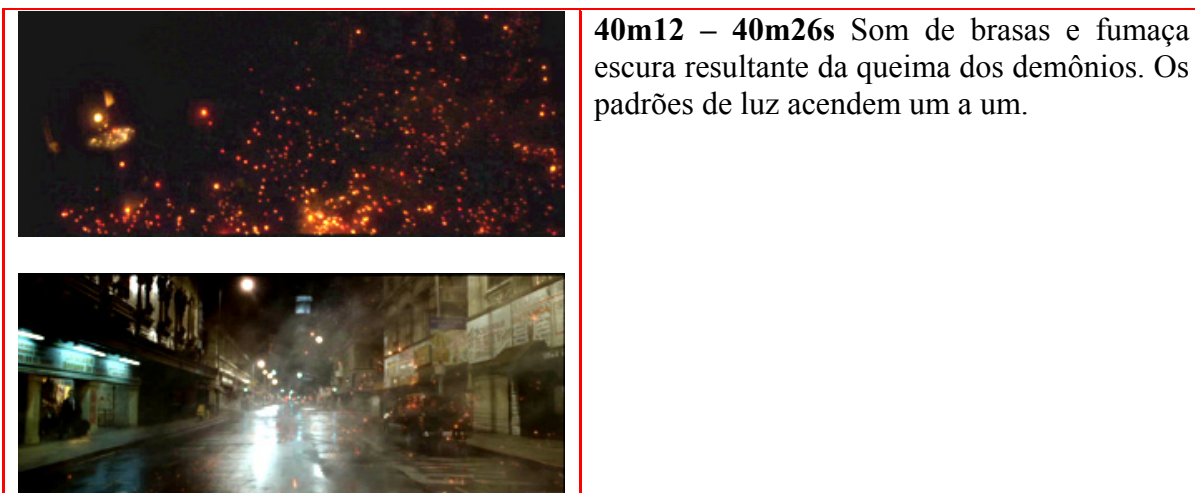 40m12 – 40m26s Som de brasas e fumaça
escura resultante da queima dos demônios. Os
padrões de luz acendem um a um.